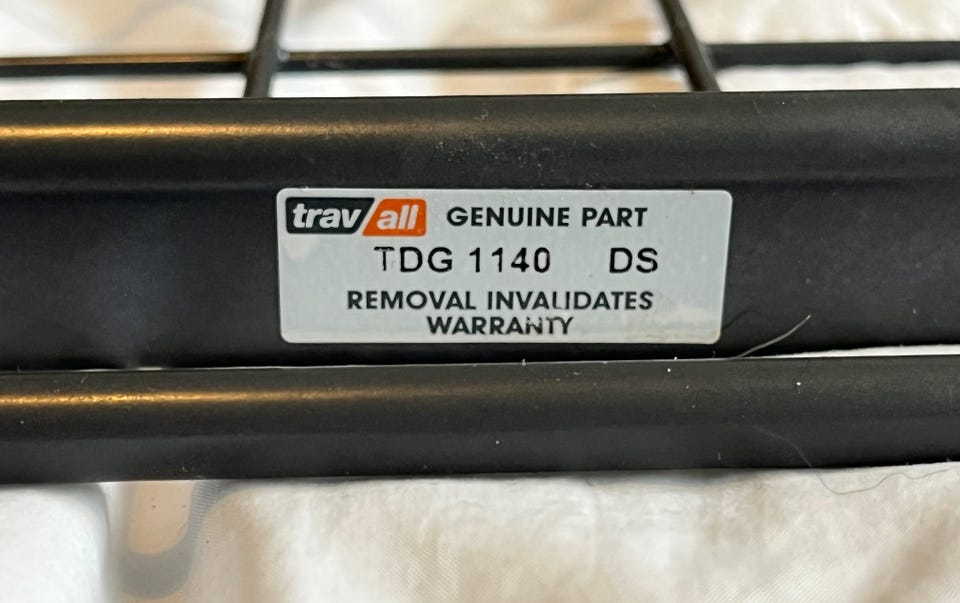 travall GENUINE PART
TDG 1140 DS
REMOVAL INVALIDATES
WARRANTY